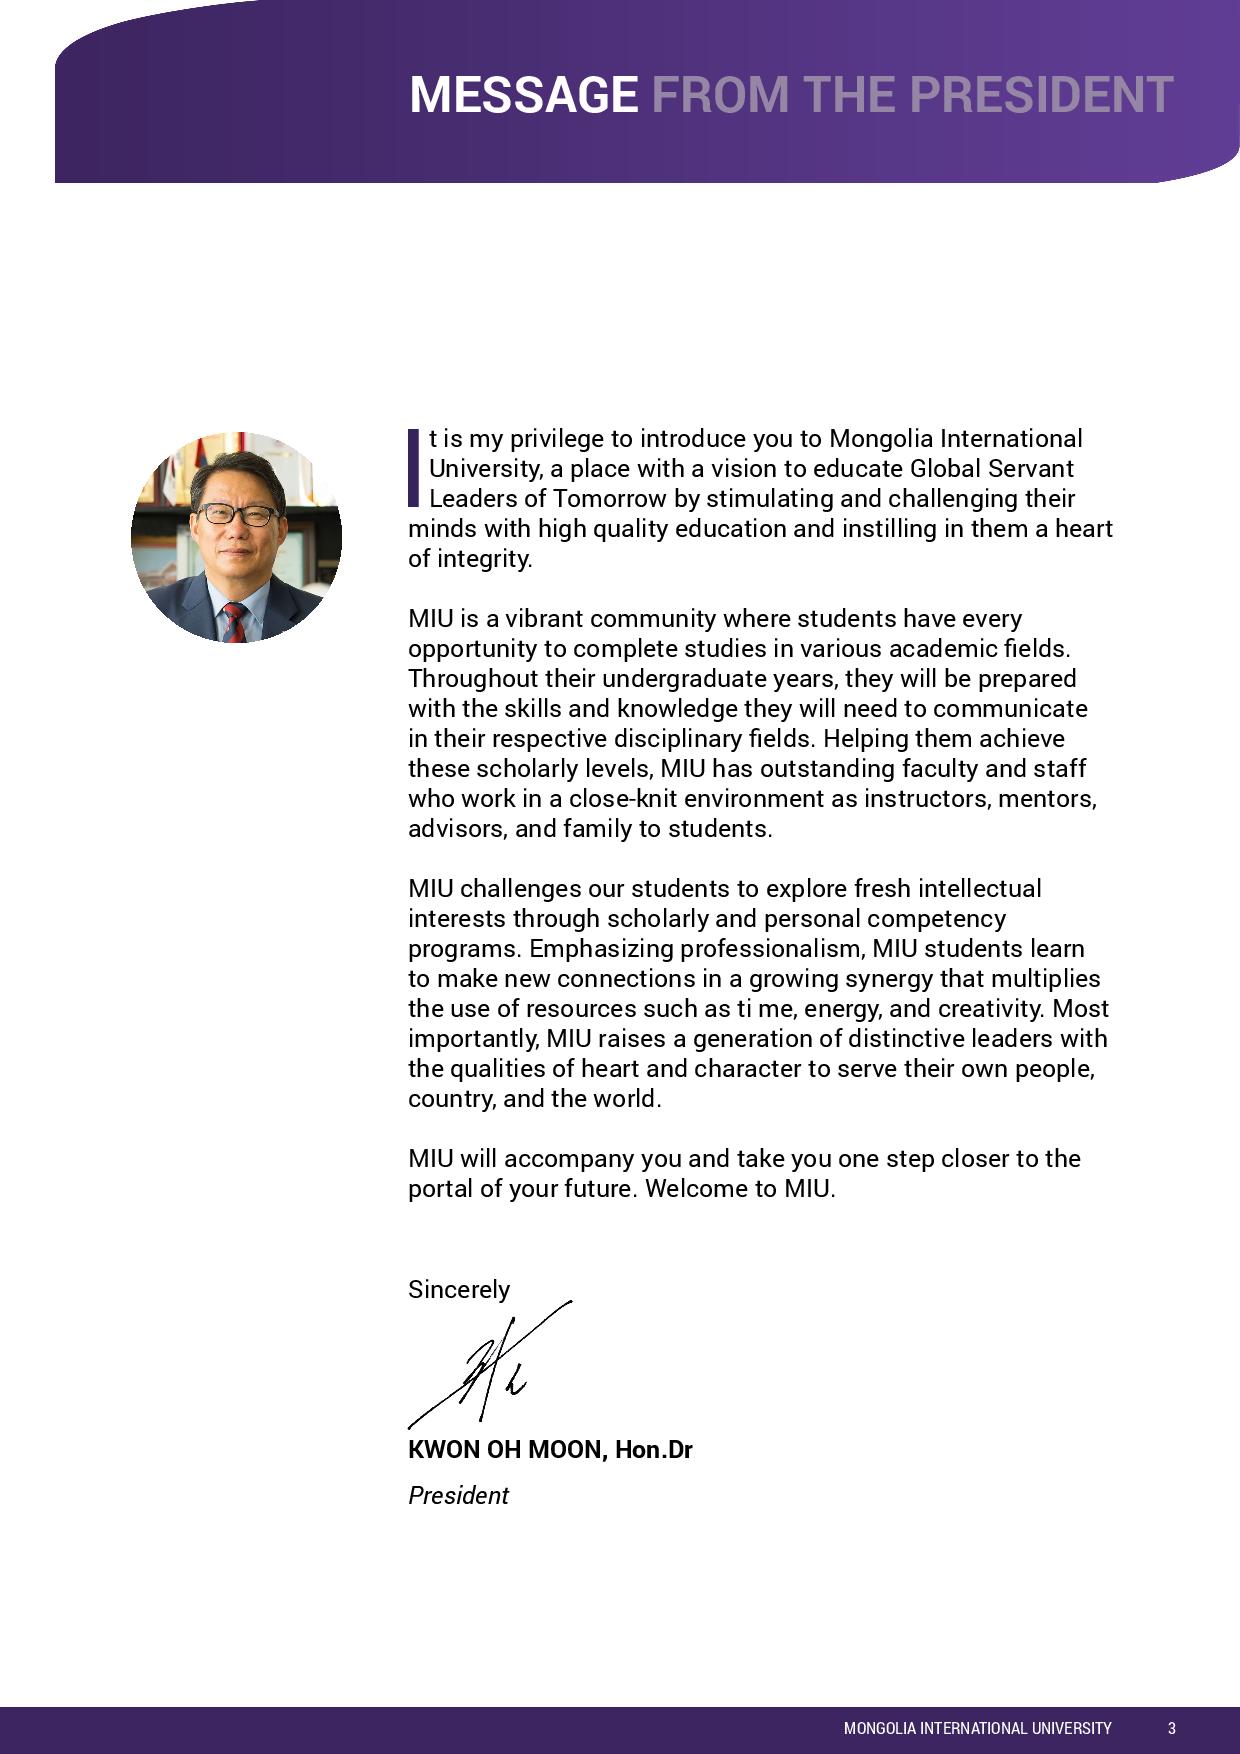 MESSAGE FROM THE PRESIDENT
It is my privilege to introduce you to Mongolia International
University, a place with a vision to educate Global Servant
Leaders of Tomorrow by stimulating and challenging their
minds with high quality education and instilling in them a heart
of integrity.
MIU is a vibrant community where students have every
opportunity to complete studies in various academic fields.
Throughout their undergraduate years, they will be prepared
with the skills and knowledge they will need to communicate
in their respective disciplinary fields. Helping them achieve
these scholarly levels, MIU has outstanding faculty and staff
who work in a close-knit environment as instructors, mentors,
advisors, and family to students.
MIU challenges our students to explore fresh intellectual
interests through scholarly and personal competency
programs. Emphasizing professionalism, MIU students learn
to make new connections in a growing synergy that multiplies
the use of resources such as ti me, energy, and creativity. Most
importantly, MIU raises a generation of distinctive leaders with
the qualities of heart and character to serve their own people,
country, and the world.
MIU will accompany you and take you one step closer to the
portal of your future. Welcome to MIU.
Sincerely
KWON OH MOON, Hon.Dr
President
MONGOLIA INTERNATIONAL UNIVERSITY 3